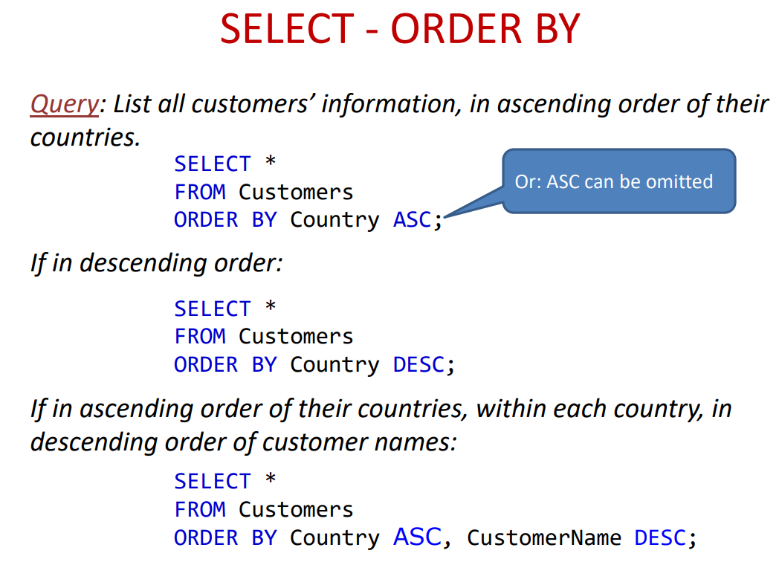 SELECT - ORDER BY
Query: List all customers’ information, in ascending order of their
countries.
SELECT *
FROM Customers
ORDER BY Country ASC;
Or: ASC can be omitted
If in descending order:
SELECT *
FROM Customers
ORDER BY Country DESC;
If in ascending order of their countries, within each country, in
descending order of customer names:
SELECT *
FROM Customers
ORDER BY Country ASC, CustomerName DESC;